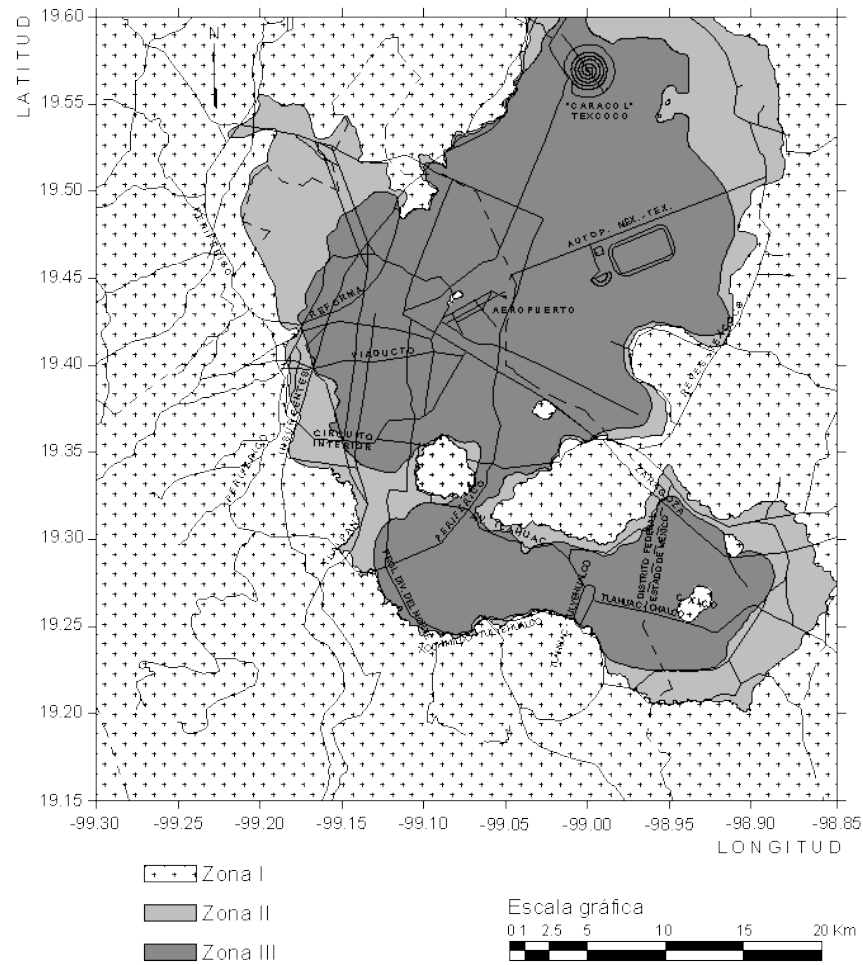 LATITUD
19.60
19.55
19.50
19.45
19.40
19.35
19.30
19.25
19.20
19.15
N
"CARACOL"
TEXCOCO
PERIFERICO
AUTOP. MEX.-TEX.
REFORMA
AEROPUERTO
VIADUCTO
INSURGENTES
CIRCUITO
INTERIOR
PERIFERICO
PERIFERICO
TLAHUAC
ZARAGOZA
DISTRITO FEDERAL
ESTADO DE MEXICO
TULYEHUALCO
TLAHUAC
TLAHUAC-CHALCO
-99.30
-99.25
-99.20
-99.15
-99.10
-99.05
-99.00
-98.95
-98.90
-98.85
LONGITUD
Zona I
Zona II
Zona III
Escala gráfica
0 1 2.5 5 10 15 20 Km